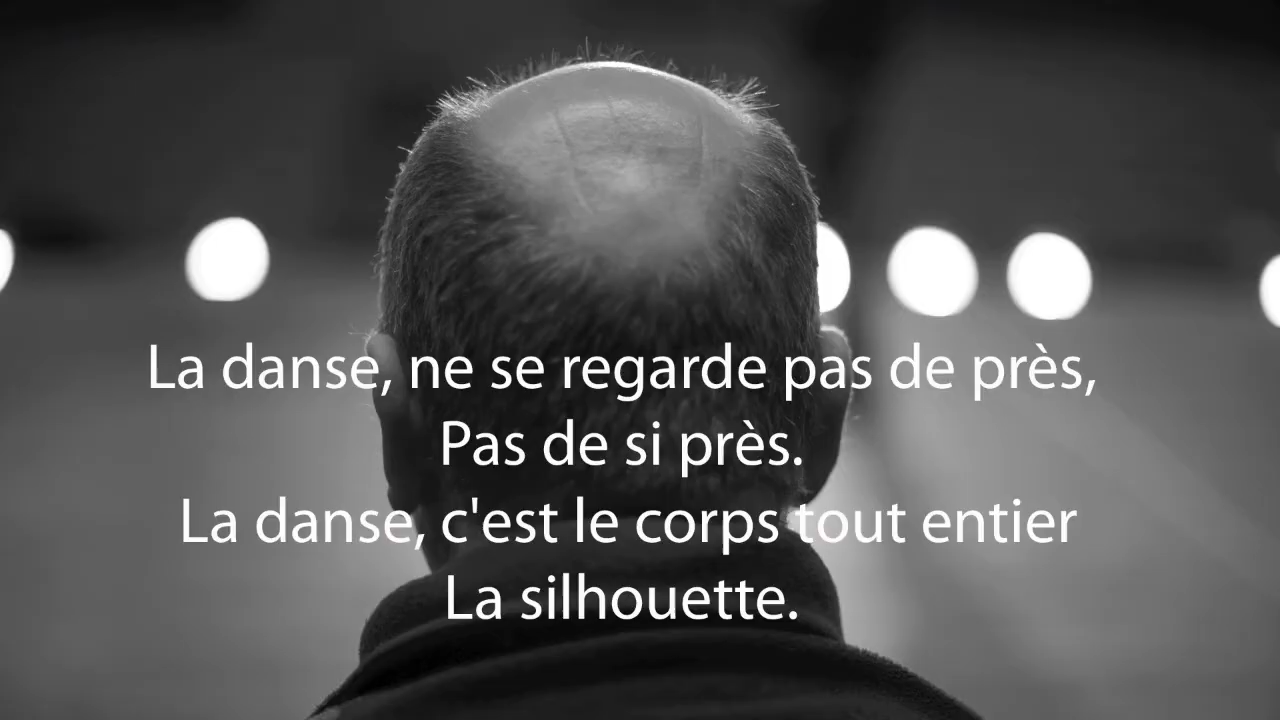 La danse, ne se regarde pas de près,
Pas de si près.
La danse, c'est le corps tout entier
La silhouette.